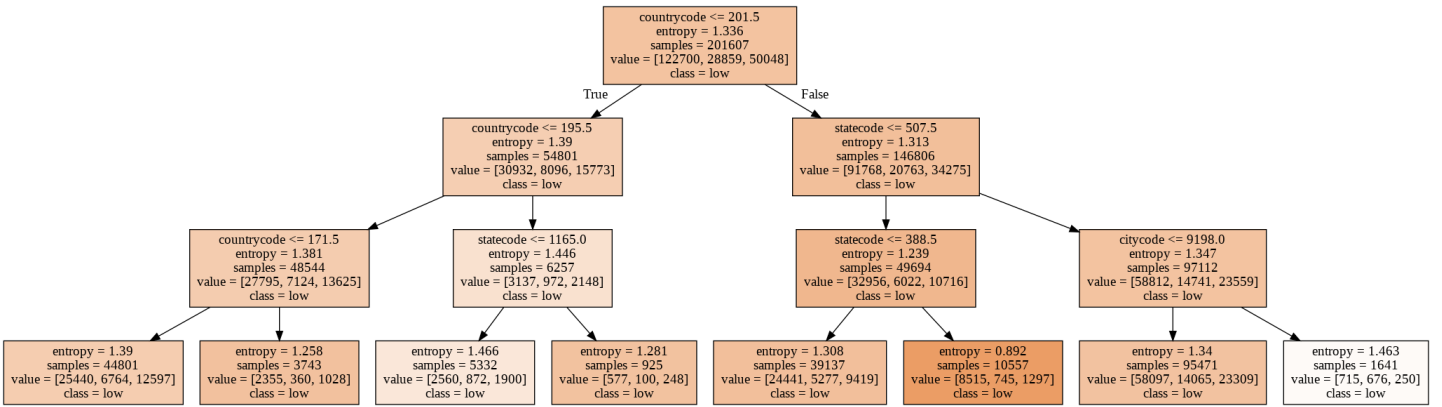 countrycode <= 201.5
entropy = 1.336
samples = 201607
value = [122700, 28859, 50048]
class = low
True
False
countrycode <= 195.5
entropy = 1.39
samples = 54801
value = [30932, 8096, 15773]
class = low
statecode <= 507.5
entropy = 1.313
samples = 146806
value = [91768, 20763, 34275]
class = low
countrycode <= 171.5
entropy = 1.381
samples = 48544
value = [27795, 7124, 13625]
class = low
statecode <= 1165.0
entropy = 1.446
samples = 6257
value = [3137, 972, 2148]
class = low
statecode <= 388.5
entropy = 1.239
samples = 49694
value = [32956, 6022, 10716]
class = low
citycode <= 9198.0
entropy = 1.347
samples = 97112
value = [58812, 14741, 23559]
class = low
entropy = 1.39
samples = 44801
value = [25440, 6764, 12597]
class = low
entropy = 1.258
samples = 3743
value = [2355, 360, 1028]
class = low
entropy = 1.466
samples = 5332
value = [2560, 872, 1900]
class = low
entropy = 1.281
samples = 925
value = [577, 100, 248]
class = low
entropy = 1.308
samples = 39137
value = [24441, 5277, 9419]
class = low
entropy = 0.892
samples = 10557
value = [8515, 745, 1297]
class = low
entropy = 1.34
samples = 95471
value = [58097, 14065, 23309]
class = low
entropy = 1.463
samples = 1641
value = [715, 676, 250]
class = low